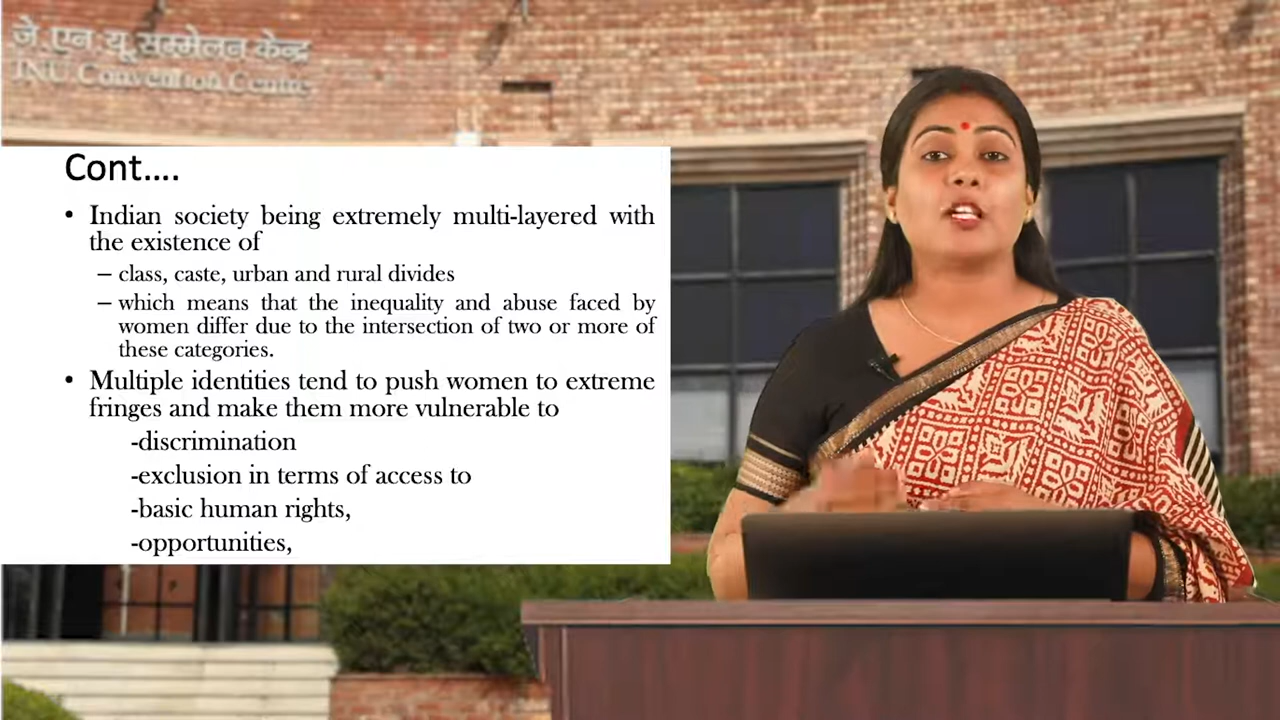 जे एन यू सम्मेलन केन्द्र
JNU Convention Centre
Cont....
• Indian society being extremely multi-layered with
the existence of
– class, caste, urban and rural divides
– which means that the inequality and abuse faced by
women differ due to the intersection of two or more of
these categories.
• Multiple identities tend to push women to extreme
fringes and make them more vulnerable to
-discrimination
-exclusion in terms of access to
-basic human rights,
-opportunities,